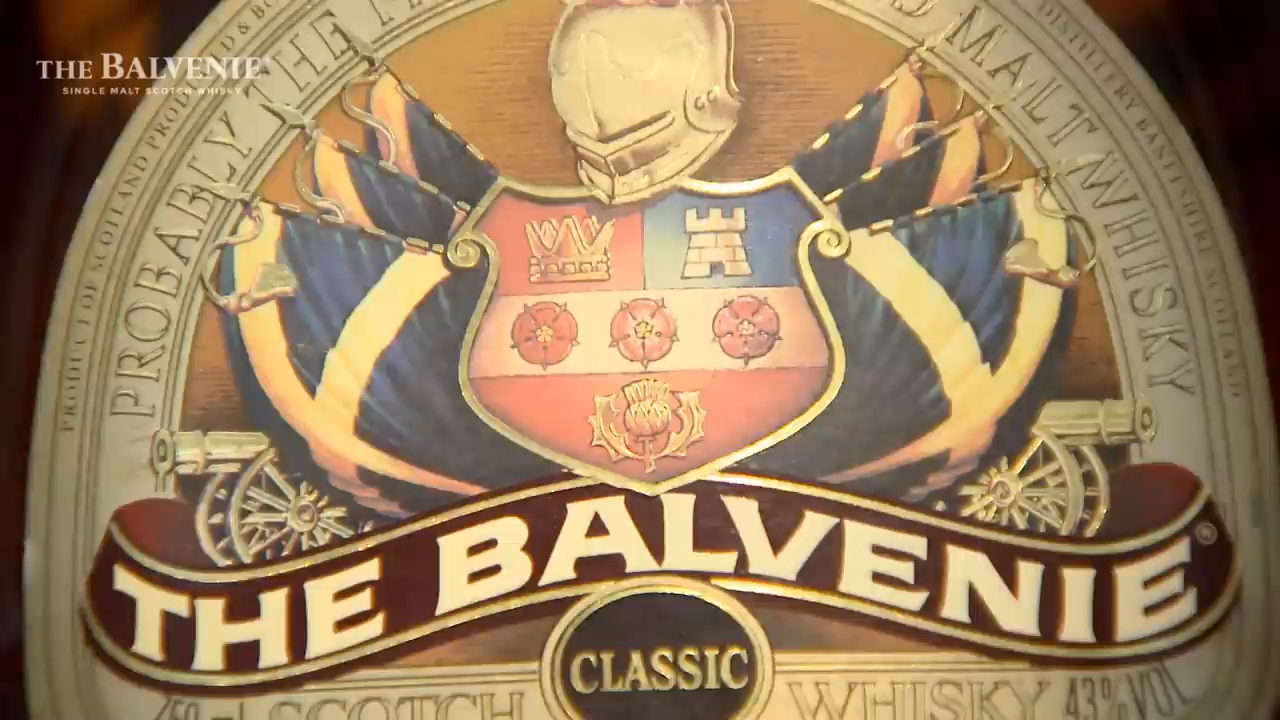 THE BALVENIE
SINGLE MALT SCOTCH WHISKY
PRODUCT OF SCOTLAND
DISTILLERY BANFFSHIRE SCOTLAND
PROBABLY THE
MALT WHISKY
THE BALVENIE®
CLASSIC
SCOTCH WHISKY 43% VOL